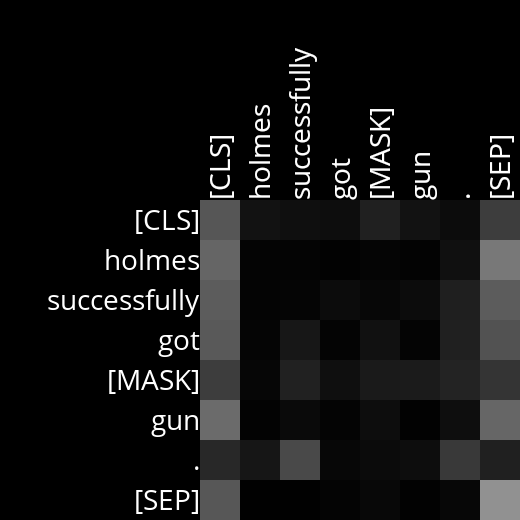 [CLS]
holmes
successfully
got
[MASK]
gun
.
[SEP]
[CLS]
holmes
successfully
got
[MASK]
gun
.
[SEP]